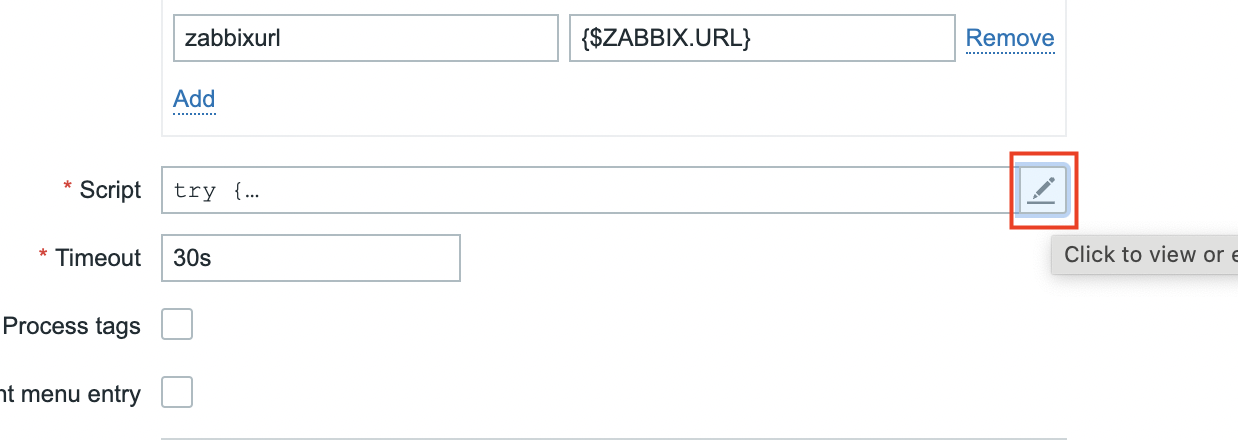 zabbixurl {$ZABBIX.URL} Remove
Add
* Script try {…
* Timeout 30s
Process tags
nt menu entry
Click to view or e